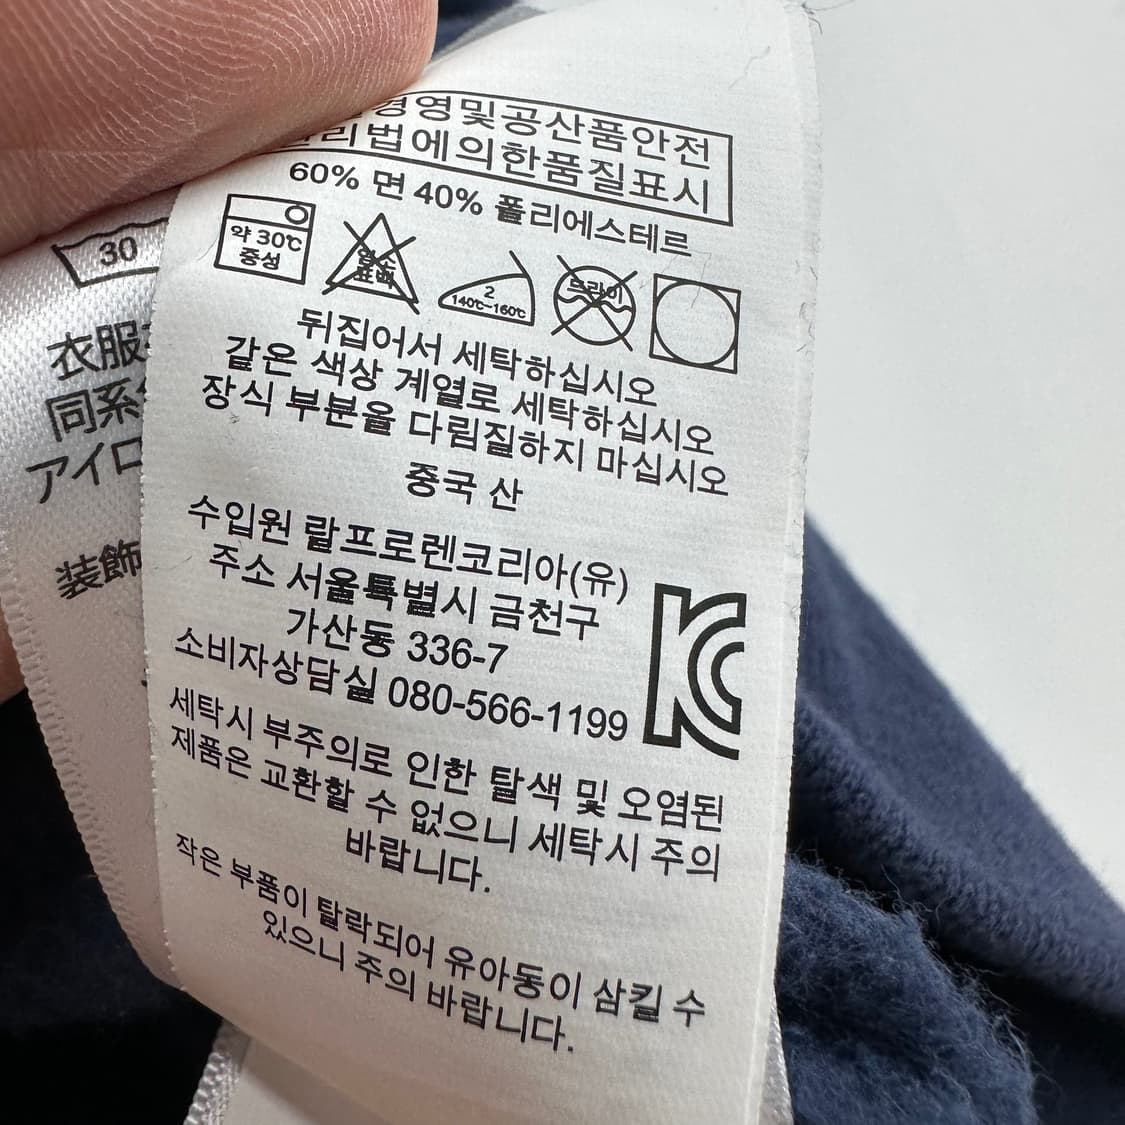 경영및공산품안전
리법에의한품질표시
60% 면 40% 폴리에스테르
약 30℃
중성
염소
표백
2
140℃-160℃
드라이
뒤집어서 세탁하십시오
같은 색상 계열로 세탁하십시오
장식 부분을 다림질하지 마십시오
중국 산
수입원 랄프로렌코리아(유)
주소 서울특별시 금천구
가산동 336-7
소비자상담실 080-566-1199
세탁시 부주의로 인한 탈색 및 오염된
제품은 교환할 수 없으니 세탁시 주의
바랍니다.
작은 부품이 탈락되어 유아동이 삼킬 수
있으니 주의 바랍니다.
30
衣服
同系
アイロ
装飾